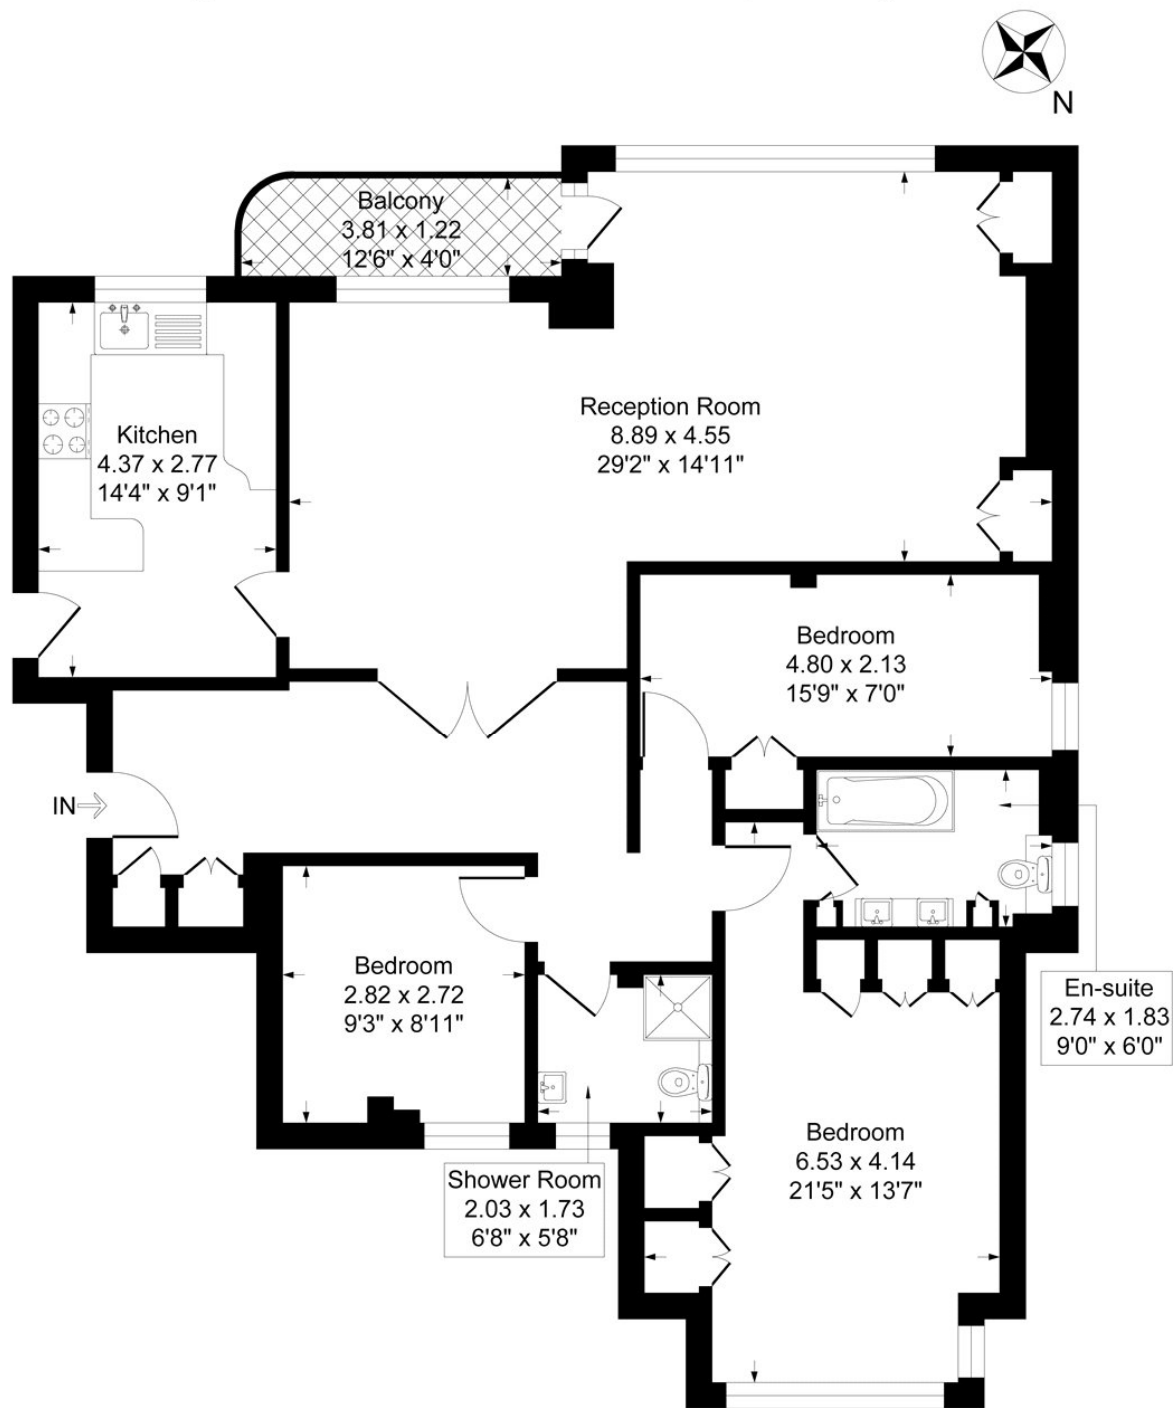 N
Balcony
3.81 x 1.22
12'6" x 4'0"
Reception Room
8.89 x 4.55
29'2" x 14'11"
Kitchen
4.37 x 2.77
14'4" x 9'1"
Bedroom
4.80 x 2.13
15'9" x 7'0"
IN
Bedroom
2.82 x 2.72
9'3" x 8'11"
En-suite
2.74 x 1.83
9'0" x 6'0"
Bedroom
6.53 x 4.14
21'5" x 13'7"
Shower Room
2.03 x 1.73
6'8" x 5'8"